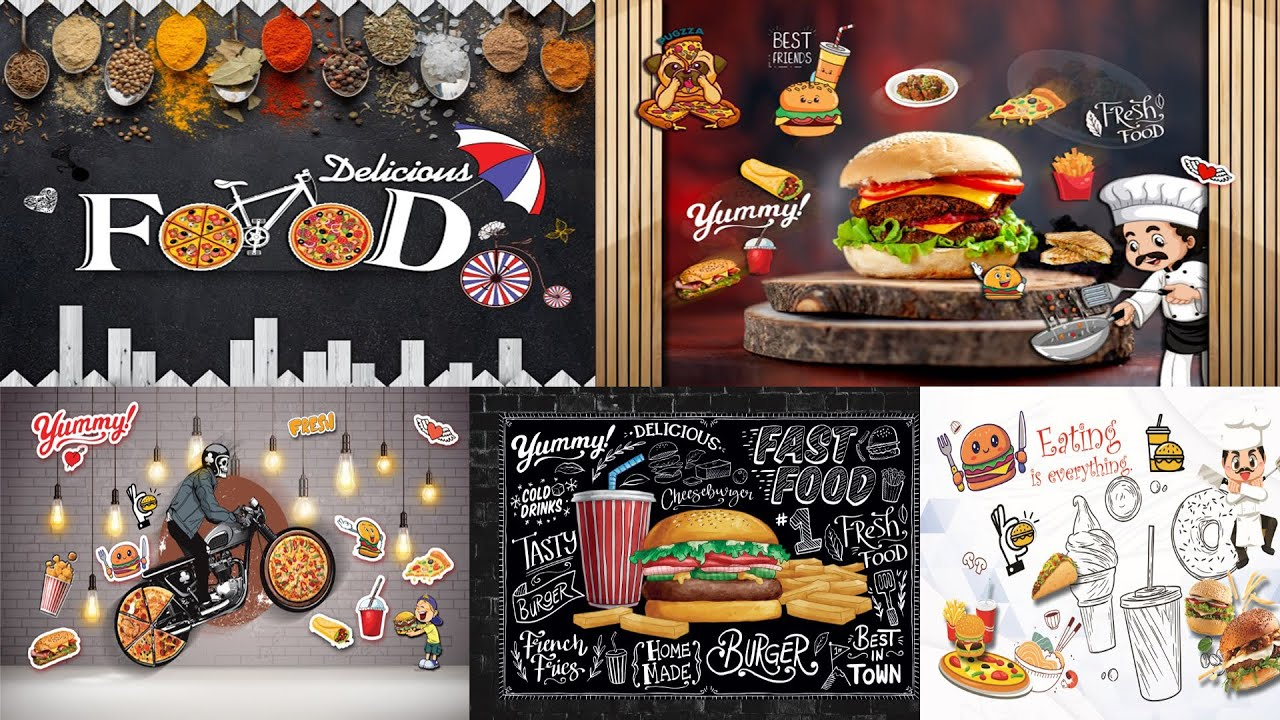 Delicious
FOOD
PUGZZA
BEST
FRIENDS
Fresh
FOOD
Yummy!
Yummy!
FRESH
Yummy!
DELICIOUS
FAST
FOOD
Cheeseburger
COLD
DRINKS
#1
Fresh
FOOD
TASTY
BURGER
French
Fries
HOME
MADE
BURGER
BEST
IN
TOWN
Eating
is everything.